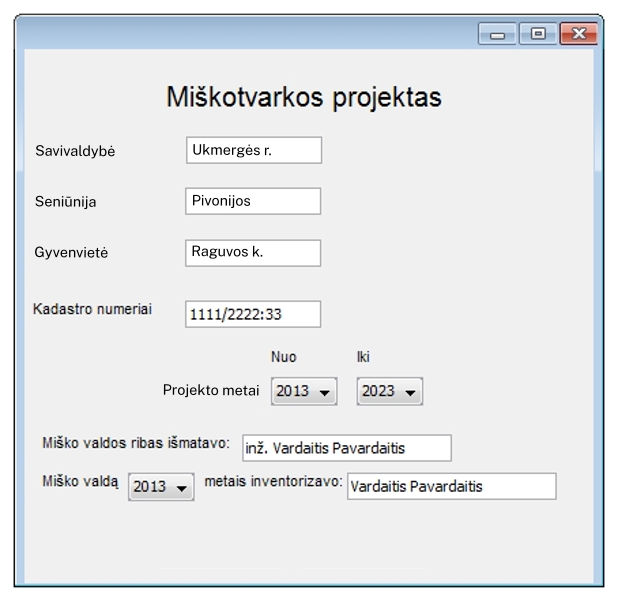 Miškotvarkos projektas
Savivaldybė Ukmergės r.
Seniūnija Pivonijos
Gyvenvietė Raguvos k.
Kadastro numeriai 1111/2222:33
Nuo Iki
Projekto metai 2013 2023
Miško valdos ribas išmatavo: inž. Vardaitis Pavardaitis
Miško valdą 2013 metais inventorizavo: Vardaitis Pavardaitis